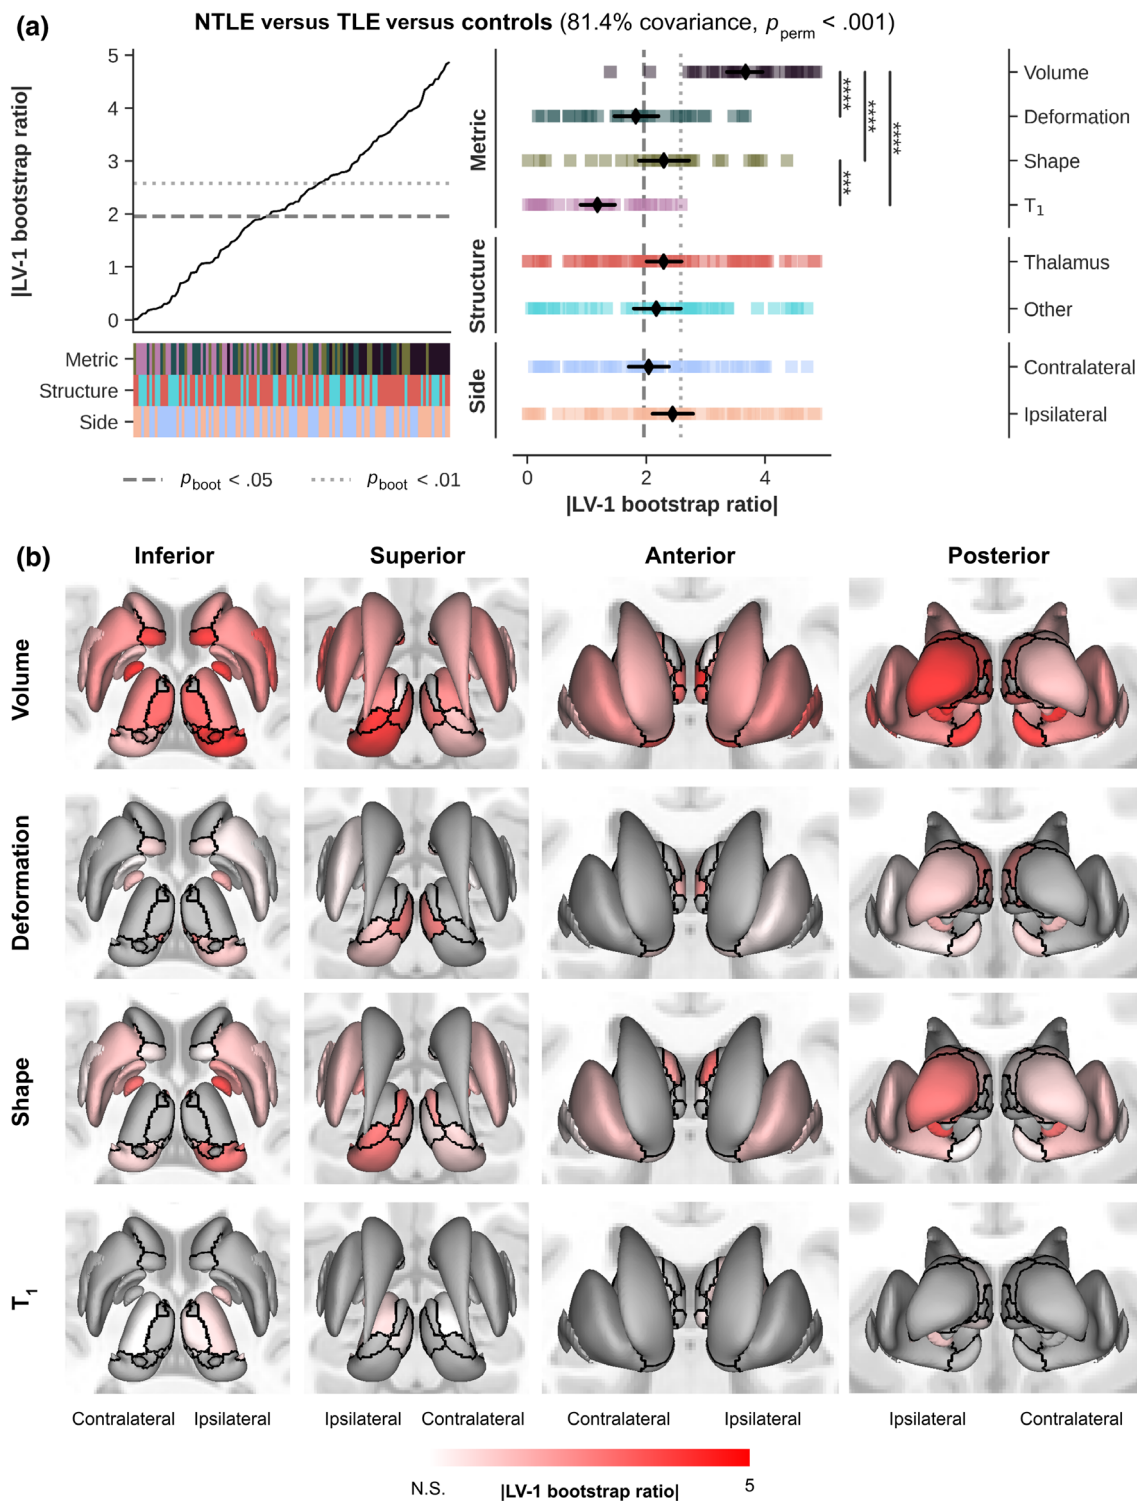 (a)
NTLE versus TLE versus controls (81.4% covariance, p_perm < .001)
|LV-1 bootstrap ratio|
5
4
3
2
1
0
Metric
Structure
Side
p_boot < .05
p_boot < .01
Metric
Structure
Side
Volume
Deformation
Shape
T₁
Thalamus
Other
Contralateral
Ipsilateral
****
****
****
***
0 2 4
|LV-1 bootstrap ratio|
(b)
Inferior Superior Anterior Posterior
Volume
Deformation
Shape
T₁
Contralateral Ipsilateral Ipsilateral Contralateral Contralateral Ipsilateral Ipsilateral Contralateral
N.S. |LV-1 bootstrap ratio| 5